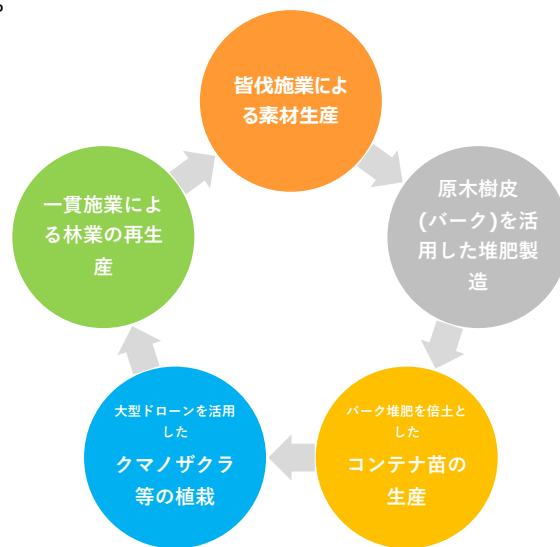 。
皆伐施業によ
る素材生産
原木樹皮
(バーク)を活
用した堆肥製
造
バーク堆肥を倍土と
した
コンテナ苗の
生産
大型ドローンを活用
した
クマノザクラ
等の植栽
一貫施業によ
る林業の再生
産